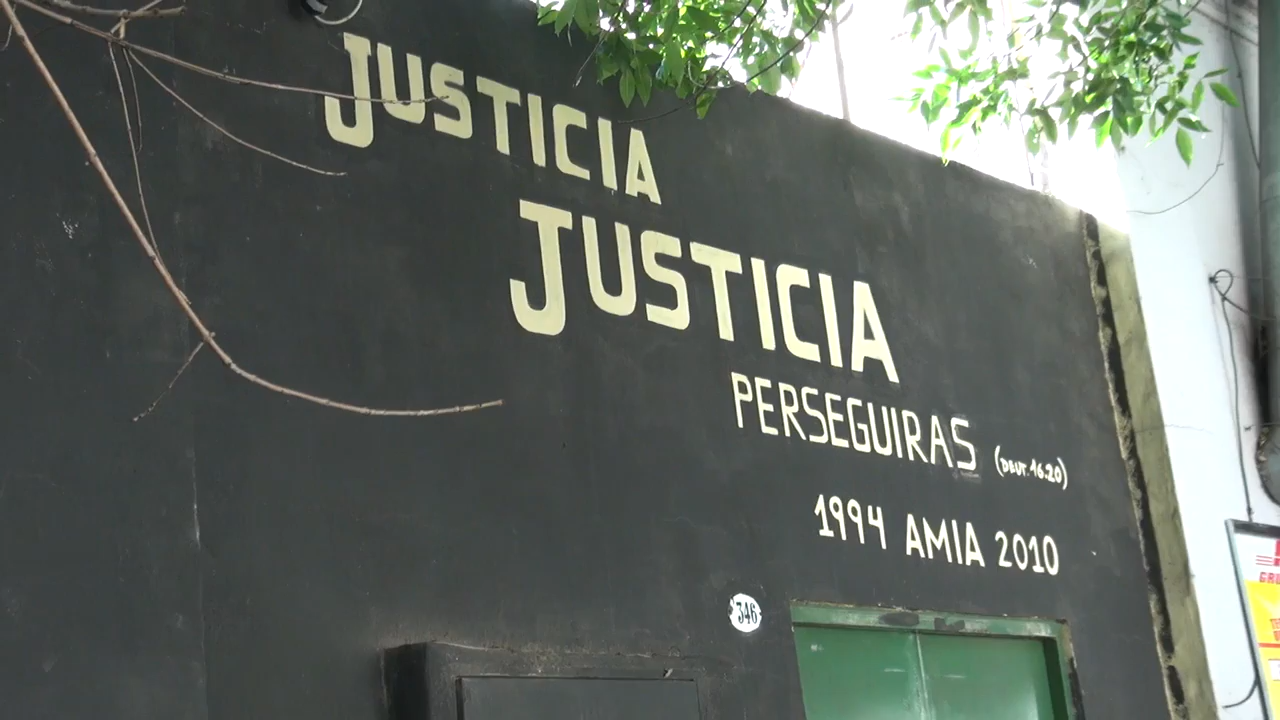 JUSTICIA
JUSTICIA
PERSEGUIRAS (DEUT. 16.20)
1994 AMIA 2010
346